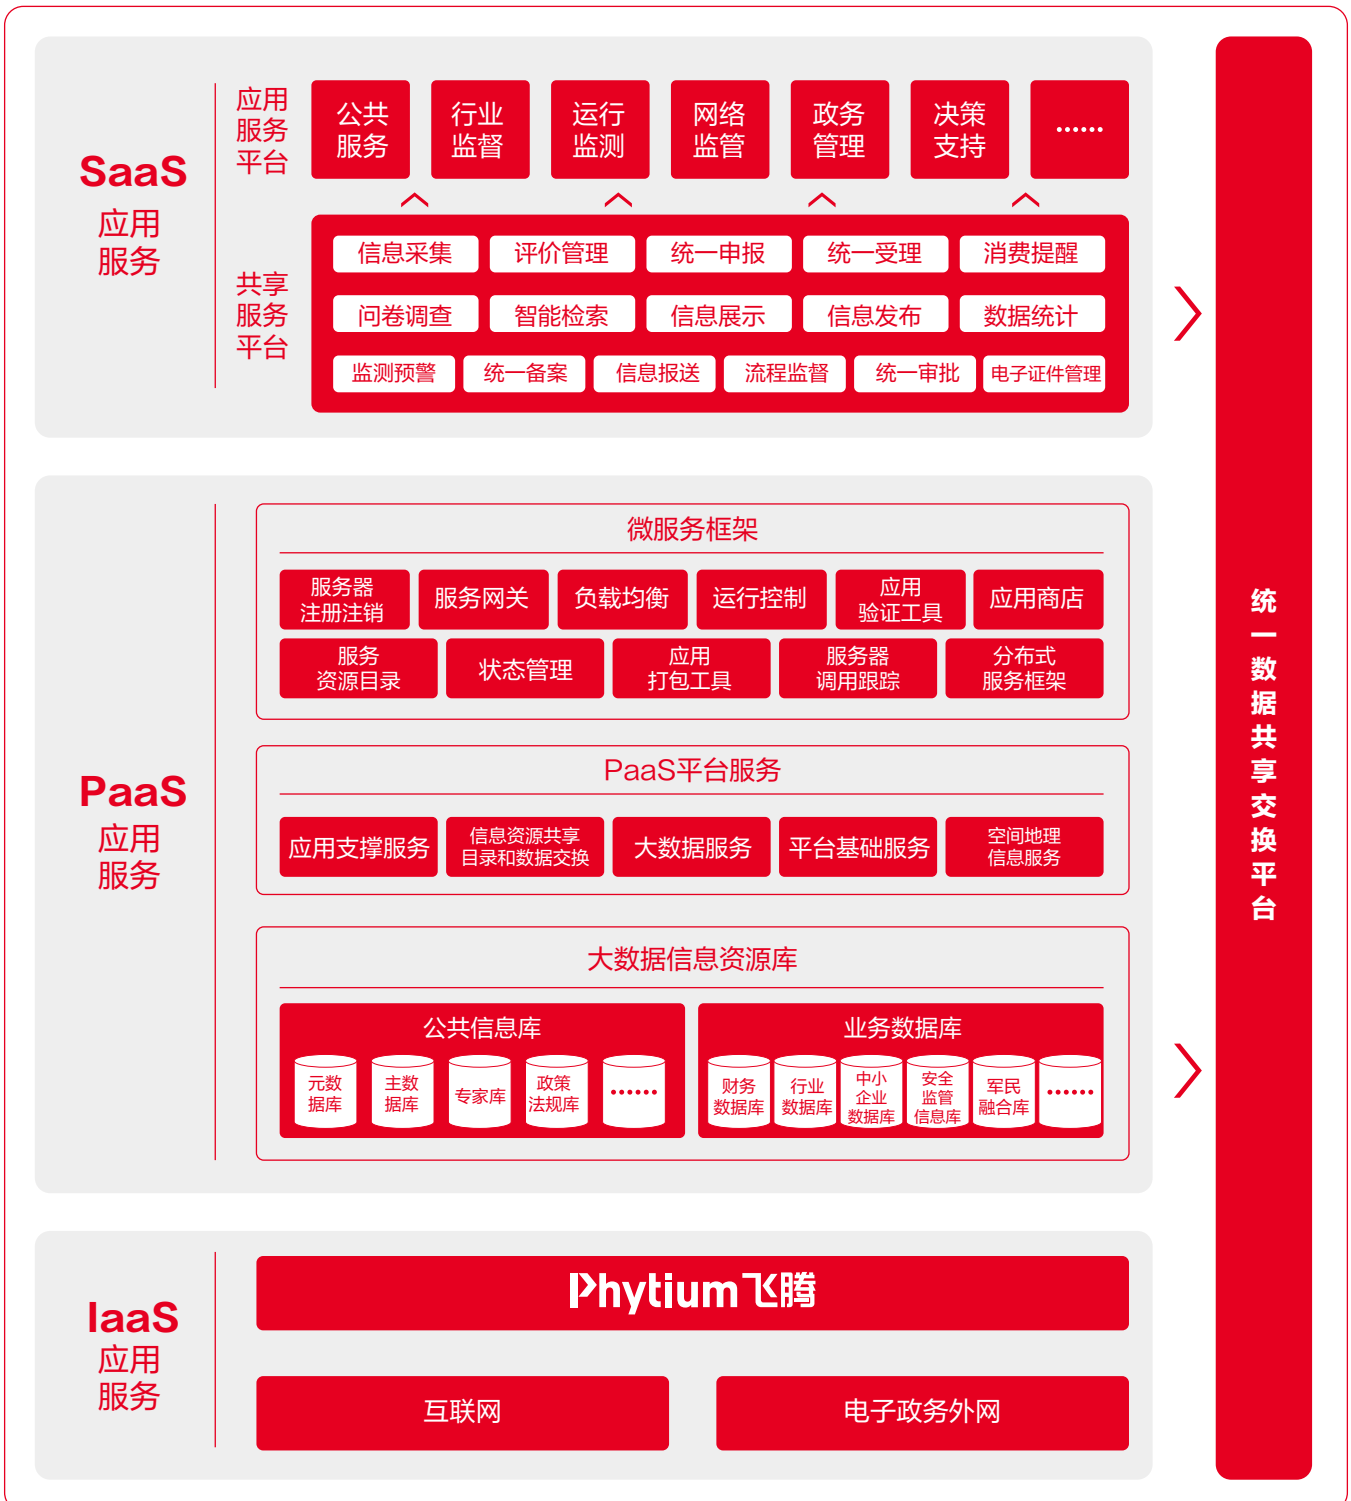 SaaS
应用
服务
应用
服务
平台
公共
服务
行业
监督
运行
监测
网络
监管
政务
管理
决策
支持
······
共享
服务
平台
信息采集
评价管理
统一申报
统一受理
消费提醒
问卷调查
智能检索
信息展示
信息发布
数据统计
监测预警
统一备案
信息报送
流程监督
统一审批
电子证件管理
PaaS
应用
服务
微服务框架
服务器
注册注销
服务网关
负载均衡
运行控制
应用
验证工具
应用商店
服务
资源目录
状态管理
应用
打包工具
服务器
调用跟踪
分布式
服务框架
PaaS平台服务
应用支撑服务
信息资源共享
目录和数据交换
大数据服务
平台基础服务
空间地理
信息服务
大数据信息资源库
公共信息库
元数
据库
主数
据库
专家库
政策
法规库
······
业务数据库
财务
数据库
行业
数据库
中小
企业
数据库
安全
监管
信息库
军民
融合库
······
IaaS
应用
服务
Phytium飞腾
互联网
电子政务外网
统一数据共享交换平台